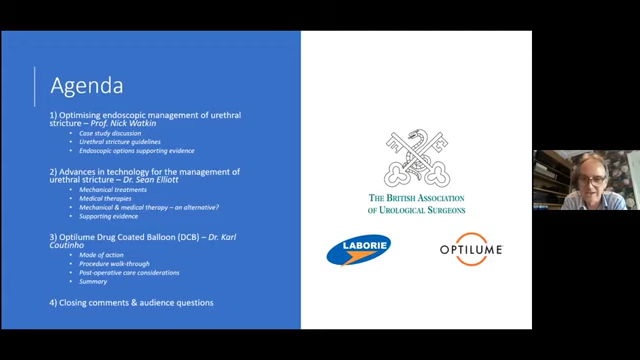 Agenda
1) Optimising endoscopic management of urethral
stricture – Prof. Nick Watkin
• Case study discussion
• Urethral stricture guidelines
• Endoscopic options supporting evidence
2) Advances in technology for the management of
urethral stricture – Dr. Sean Elliott
• Mechanical treatments
• Medical therapies
• Mechanical & medical therapy – an alternative?
• Supporting evidence
3) Optilume Drug Coated Balloon (DCB) – Dr. Karl
Coutinho
• Mode of action
• Procedure walk-through
• Post-operative care considerations
• Summary
4) Closing comments & audience questions
THE BRITISH ASSOCIATION
OF UROLOGICAL SURGEONS
LABORIE
OPTILUME